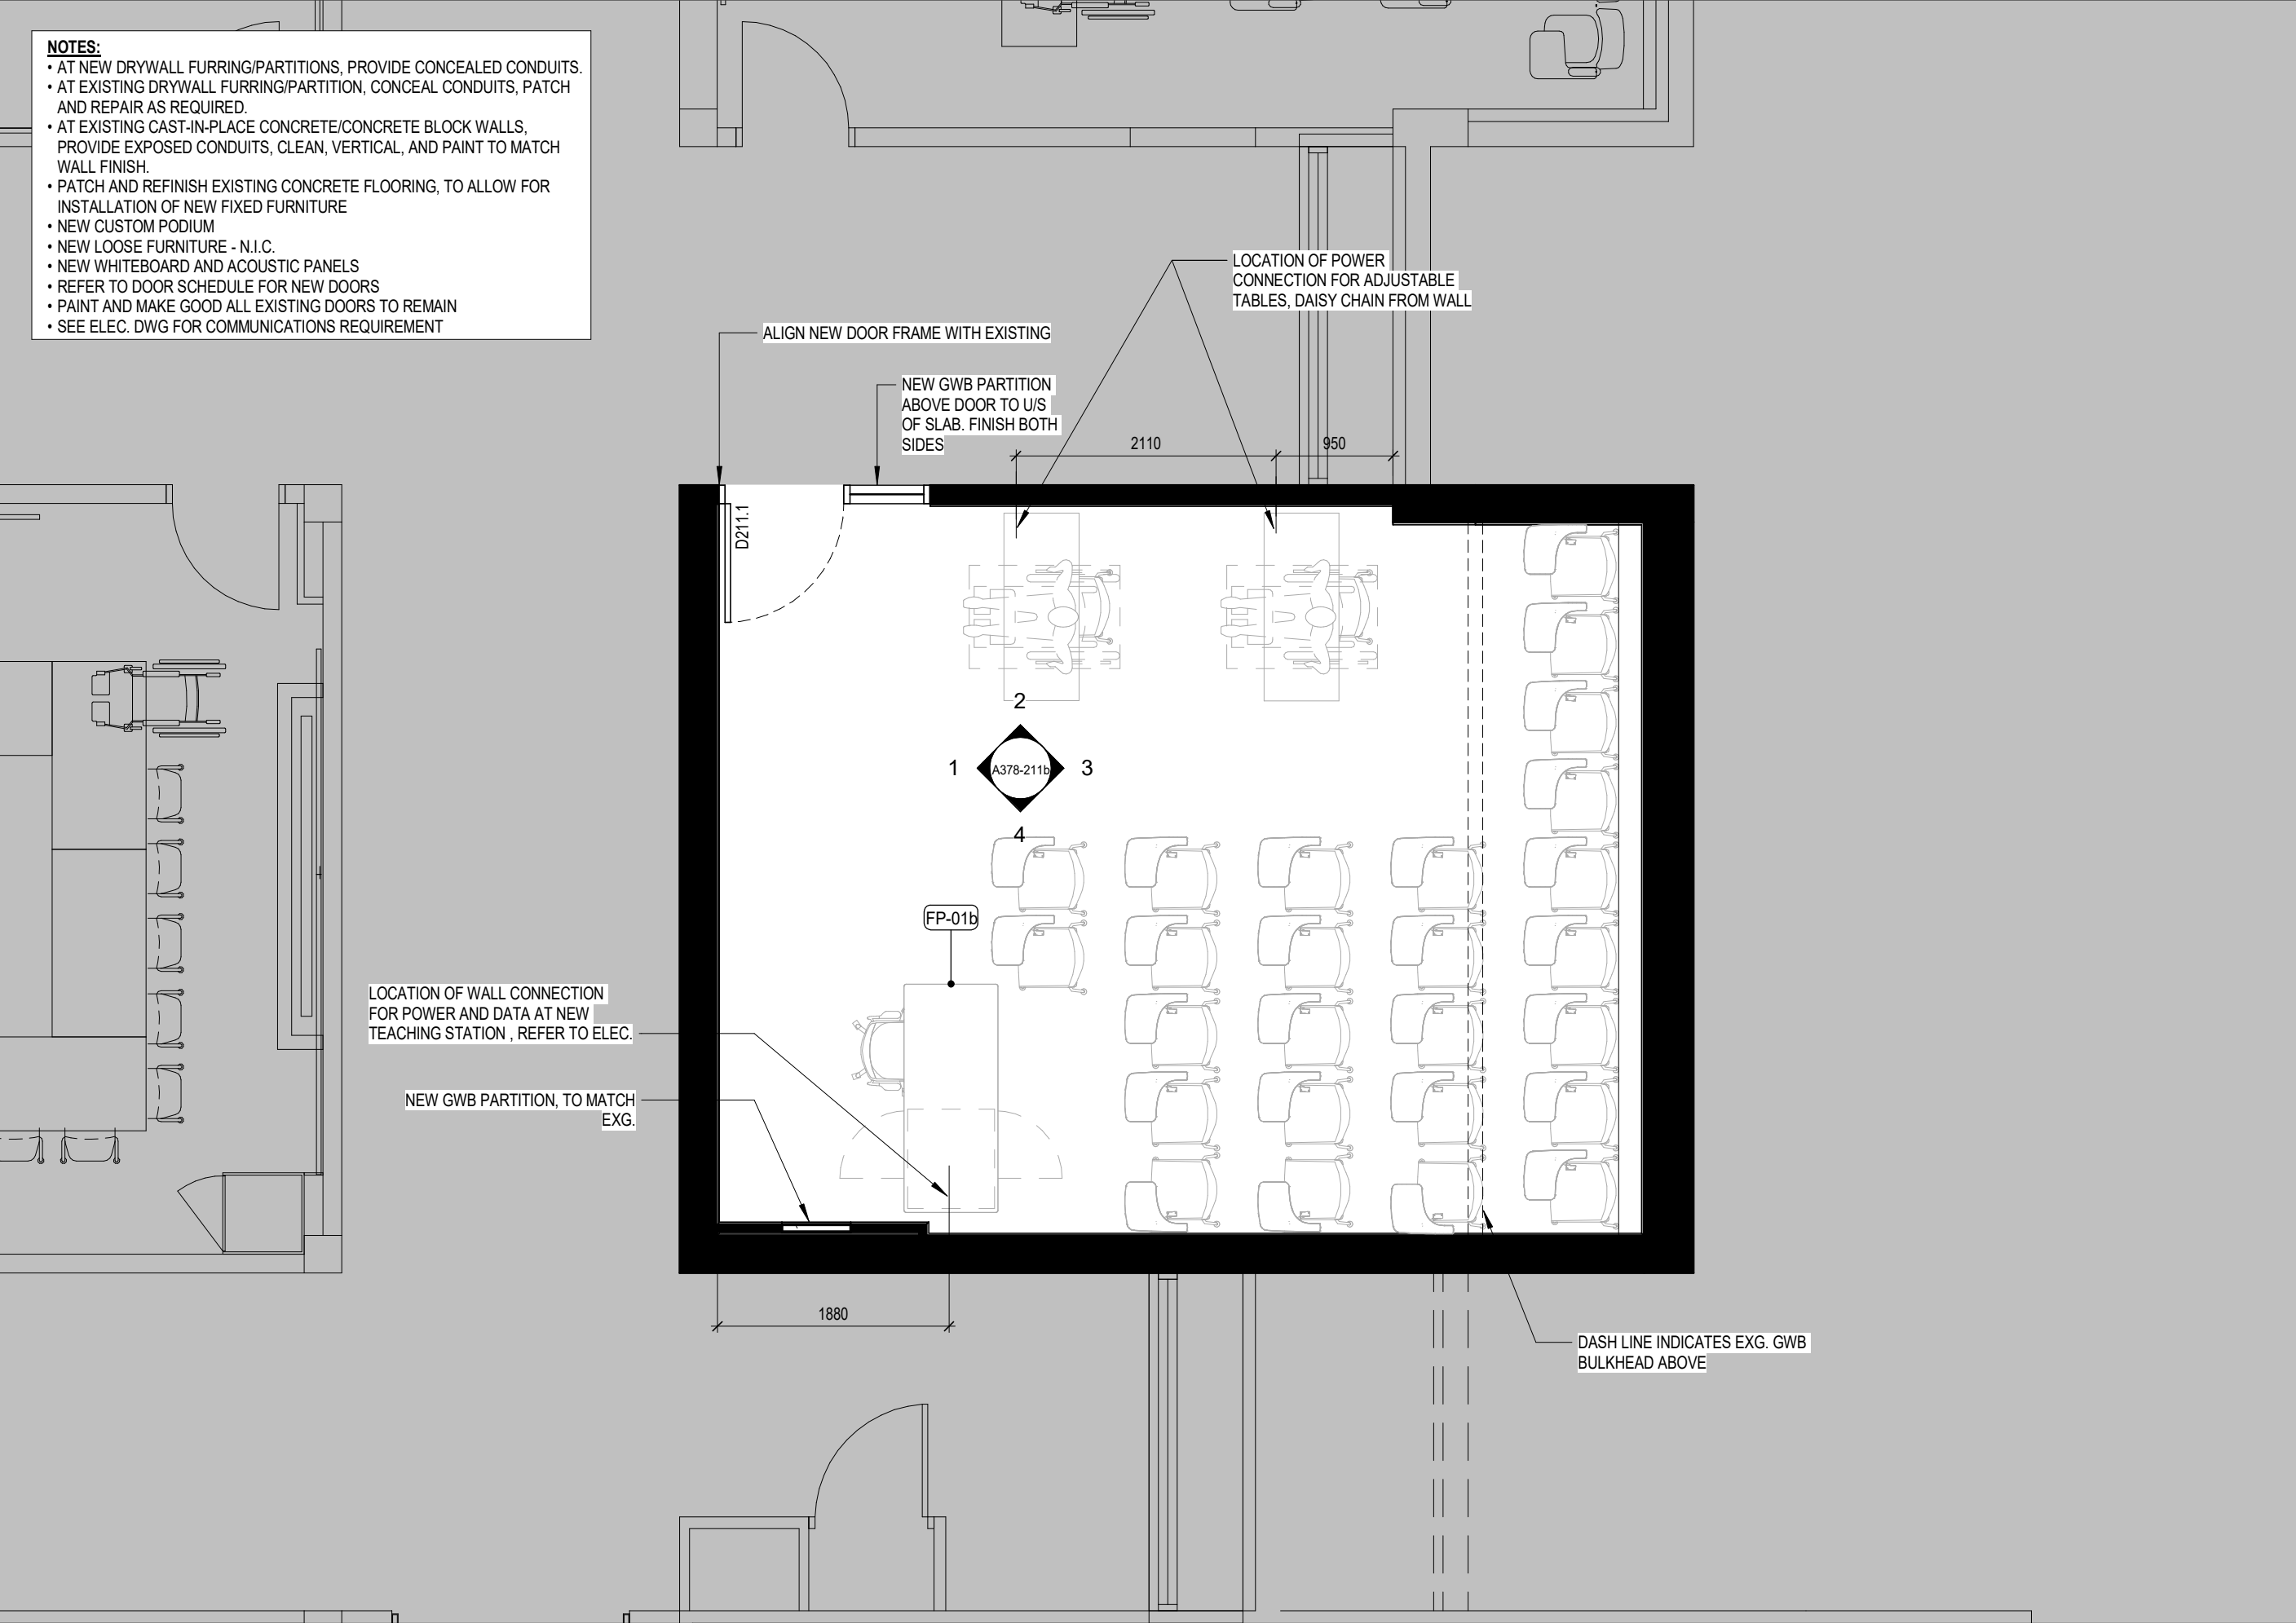 NOTES:
• AT NEW DRYWALL FURRING/PARTITIONS, PROVIDE CONCEALED CONDUITS.
• AT EXISTING DRYWALL FURRING/PARTITION, CONCEAL CONDUITS, PATCH
AND REPAIR AS REQUIRED.
• AT EXISTING CAST-IN-PLACE CONCRETE/CONCRETE BLOCK WALLS,
PROVIDE EXPOSED CONDUITS, CLEAN, VERTICAL, AND PAINT TO MATCH
WALL FINISH.
• PATCH AND REFINISH EXISTING CONCRETE FLOORING, TO ALLOW FOR
INSTALLATION OF NEW FIXED FURNITURE
• NEW CUSTOM PODIUM
• NEW LOOSE FURNITURE - N.I.C.
• NEW WHITEBOARD AND ACOUSTIC PANELS
• REFER TO DOOR SCHEDULE FOR NEW DOORS
• PAINT AND MAKE GOOD ALL EXISTING DOORS TO REMAIN
• SEE ELEC. DWG FOR COMMUNICATIONS REQUIREMENT
LOCATION OF POWER
CONNECTION FOR ADJUSTABLE
TABLES, DAISY CHAIN FROM WALL
ALIGN NEW DOOR FRAME WITH EXISTING
NEW GWB PARTITION
ABOVE DOOR TO U/S
OF SLAB. FINISH BOTH
SIDES
2110
950
D211.1
2
1
A378-211b
3
4
FP-01b
LOCATION OF WALL CONNECTION
FOR POWER AND DATA AT NEW
TEACHING STATION , REFER TO ELEC.
NEW GWB PARTITION, TO MATCH
EXG.
1880
DASH LINE INDICATES EXG. GWB
BULKHEAD ABOVE